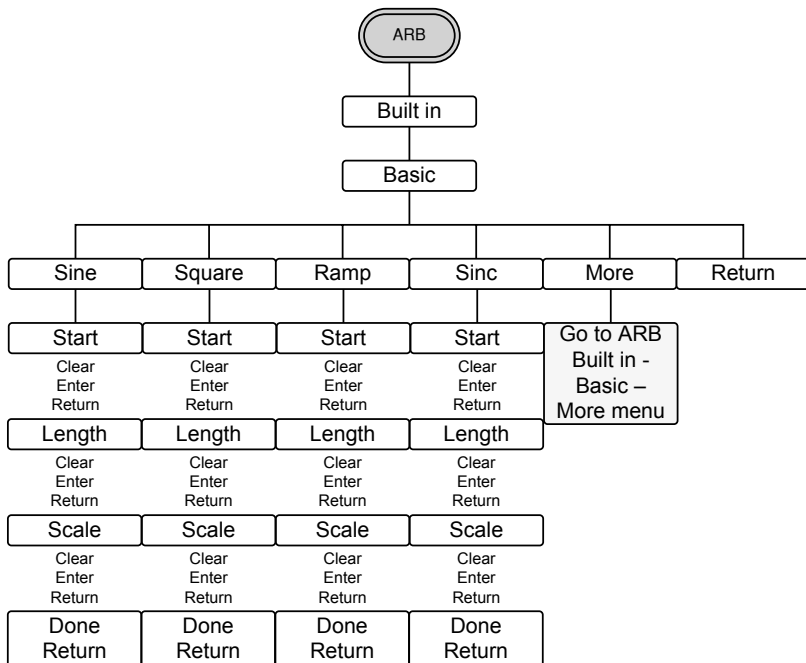 ARB
Built in
Basic
Sine Square Ramp Sinc More Return
Start Start Start Start Go to ARB
Built in -
Basic –
More menu
Clear Clear Clear Clear
Enter Enter Enter Enter
Return Return Return Return
Length Length Length Length
Clear Clear Clear Clear
Enter Enter Enter Enter
Return Return Return Return
Scale Scale Scale Scale
Clear Clear Clear Clear
Enter Enter Enter Enter
Return Return Return Return
Done Done Done Done
Return Return Return Return